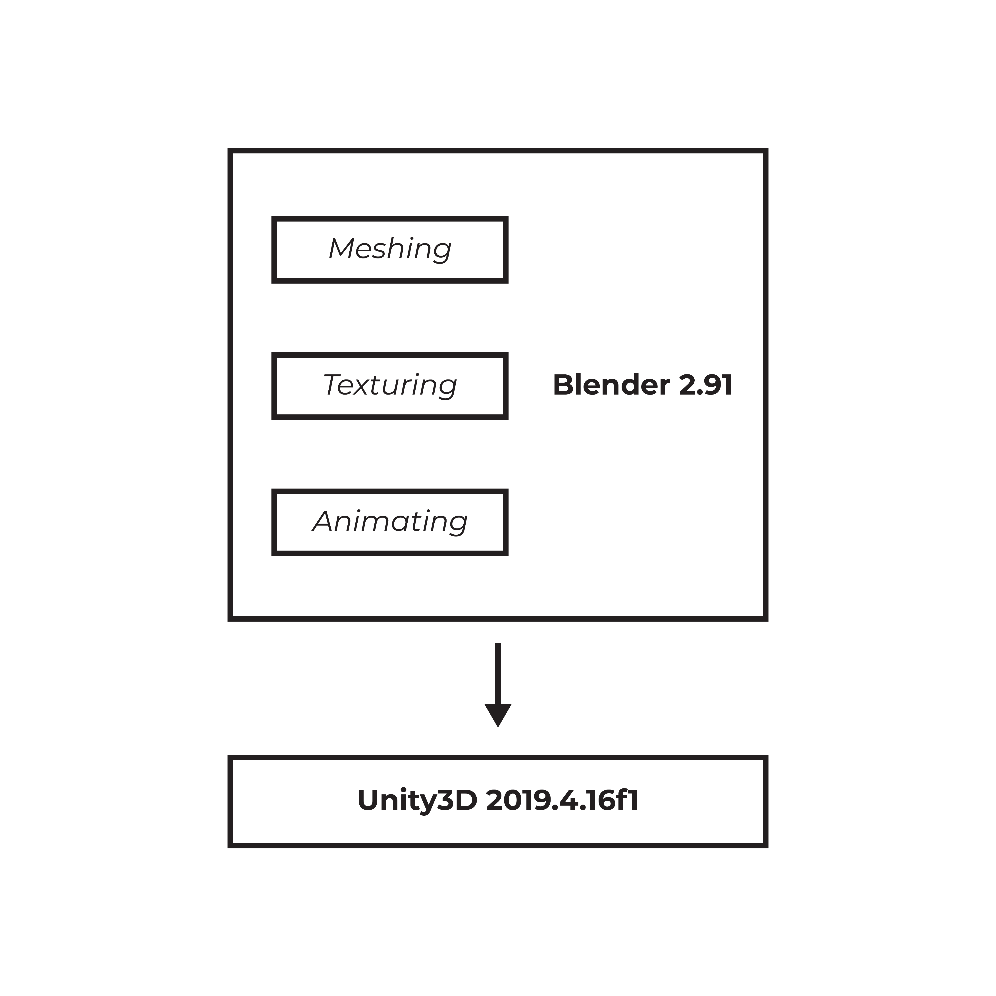 Meshing
Texturing
Blender 2.91
Animating
Unity3D 2019.4.16f1